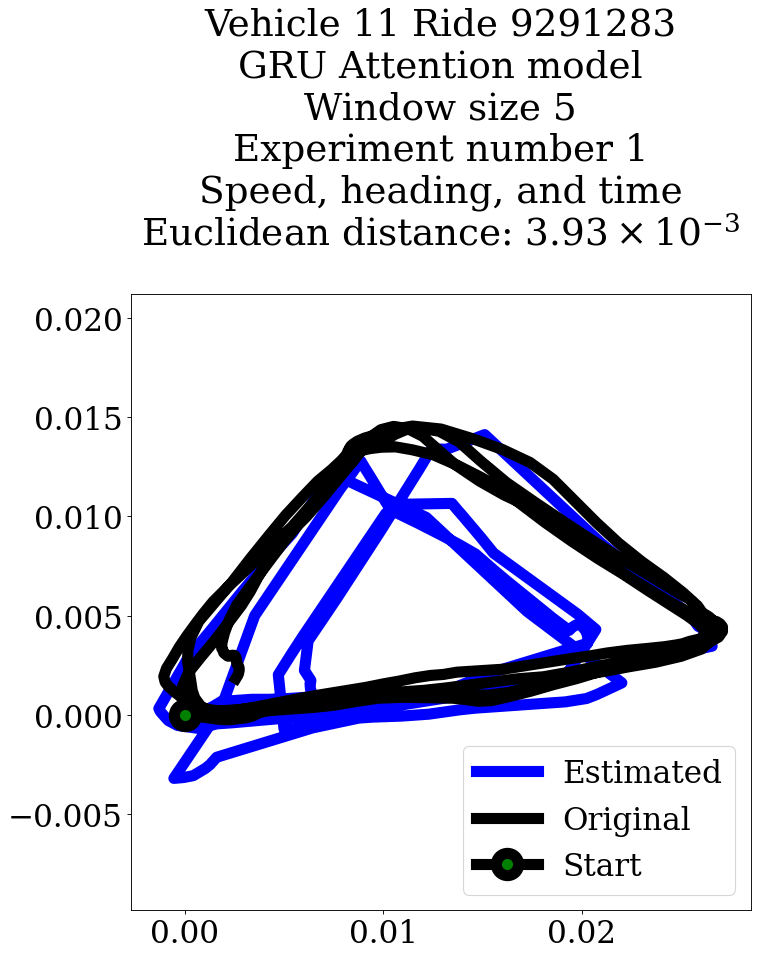 Vehicle 11 Ride 9291283
GRU Attention model
Window size 5
Experiment number 1
Speed, heading, and time
Euclidean distance: 3.93 × 10⁻³
0.020
0.015
0.010
0.005
0.000
−0.005
Estimated
Original
Start
0.00 0.01 0.02